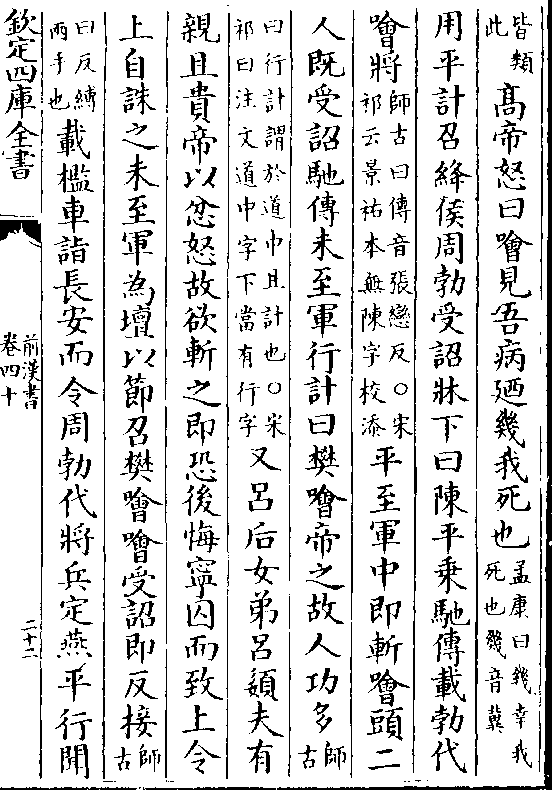 皆類
此
高帝怒曰噲見吾病廼幾我死也
孟康曰幾幸我
死也幾音冀
用平計召絳侯周勃受詔牀下曰陳平乗馳傳載勃代
噲將
師古曰傳音張戀反○宋
祁云景祐本無陳字校添
平至軍中即斬噲頭二
人既受詔馳傳未至軍行計曰樊噲帝之故人功多
師
古
曰行計謂於道中且計也○宋
祁曰注文道中字下當有行字
又呂后女弟呂頞夫有
親且貴帝以忿怒故欲斬之即恐後悔寧囚而致上令
上自誅之未至軍為壇以節召樊噲噲受詔即反接
師
古
曰反縛
兩手也
載檻車詣長安而令周勃代將兵定燕平行聞
欽定四庫全書
前漢書
卷四十
二十二